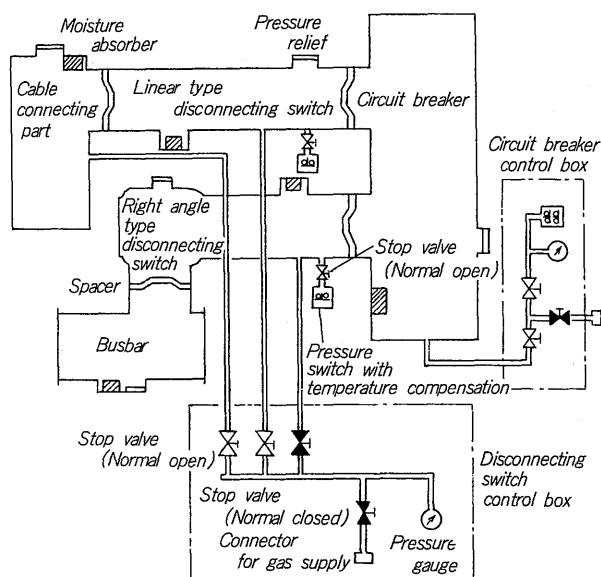 Moisture
absorber
Pressure
relief
Cable
connecting
part
Linear type
disconnecting
switch
Circuit breaker
Circuit breaker
control box
Right angle
type
disconnecting
switch
Stop valve
(Normal open)
Spacer
Busbar
Pressure
switch with
temperature compensation
Stop valve
(Normal open)
Stop valve
(Normal closed)
Connector
for gas supply
Pressure
gauge
Disconnecting
switch
control box